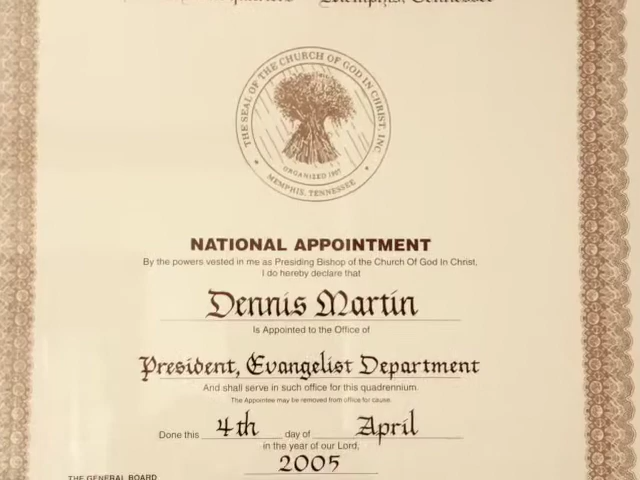 Memphis, Tennessee
THE SEAL OF THE CHURCH OF GOD IN CHRIST, INC.
ORGANIZED 1907
MEMPHIS, TENNESSEE
NATIONAL APPOINTMENT
By the powers vested in me as Presiding Bishop of the Church Of God In Christ,
I do hereby declare that
Dennis Martin
Is Appointed to the Office of
President, Evangelist Department
And shall serve in such office for this quadrennium.
The Appointee may be removed from office for cause.
Done this 4th day of April
in the year of our Lord,
2005
THE GENERAL BOARD